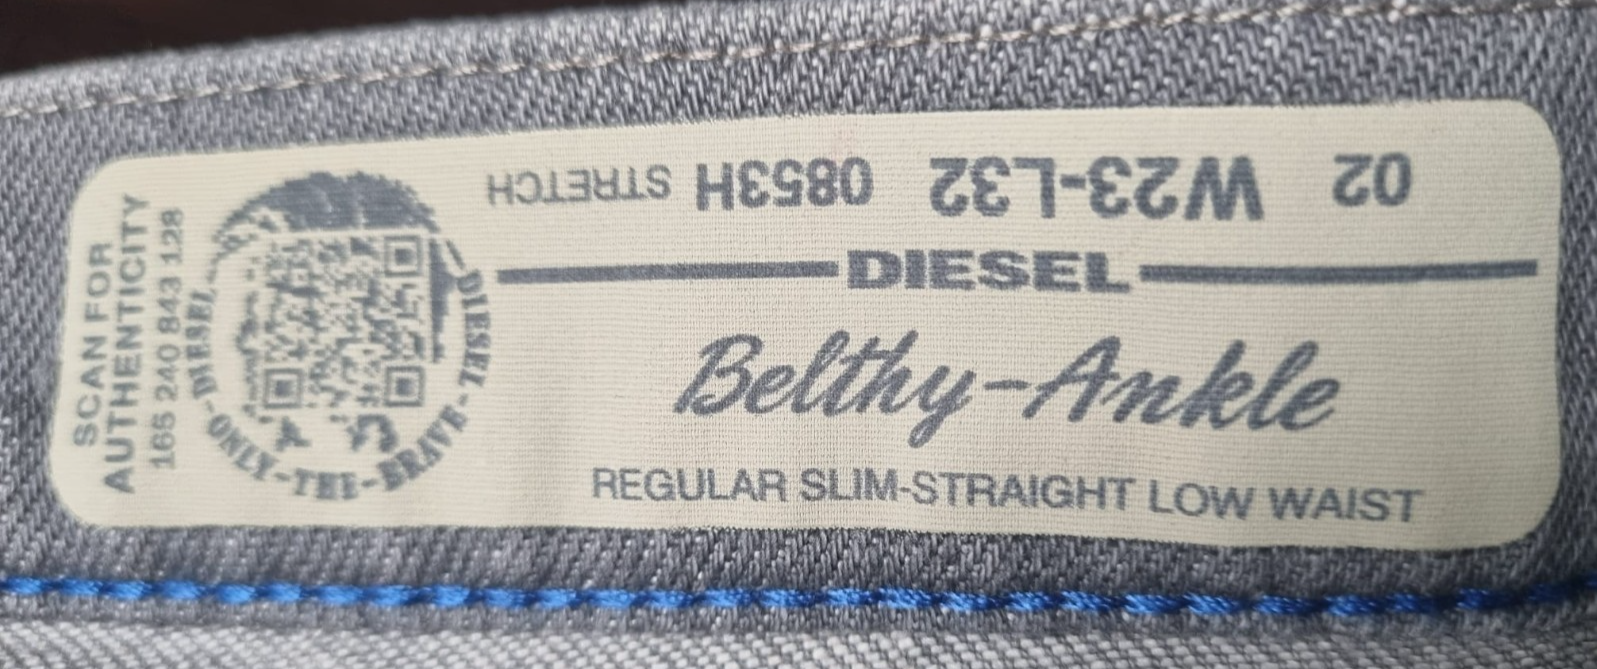 SCAN FOR
AUTHENTICITY
165 240 843 128
DIESEL-ONLY-THE-BRAVE-DIESEL
02 W23-L32 0853H STRETCH
DIESEL
Belthy-Ankle
REGULAR SLIM-STRAIGHT LOW WAIST